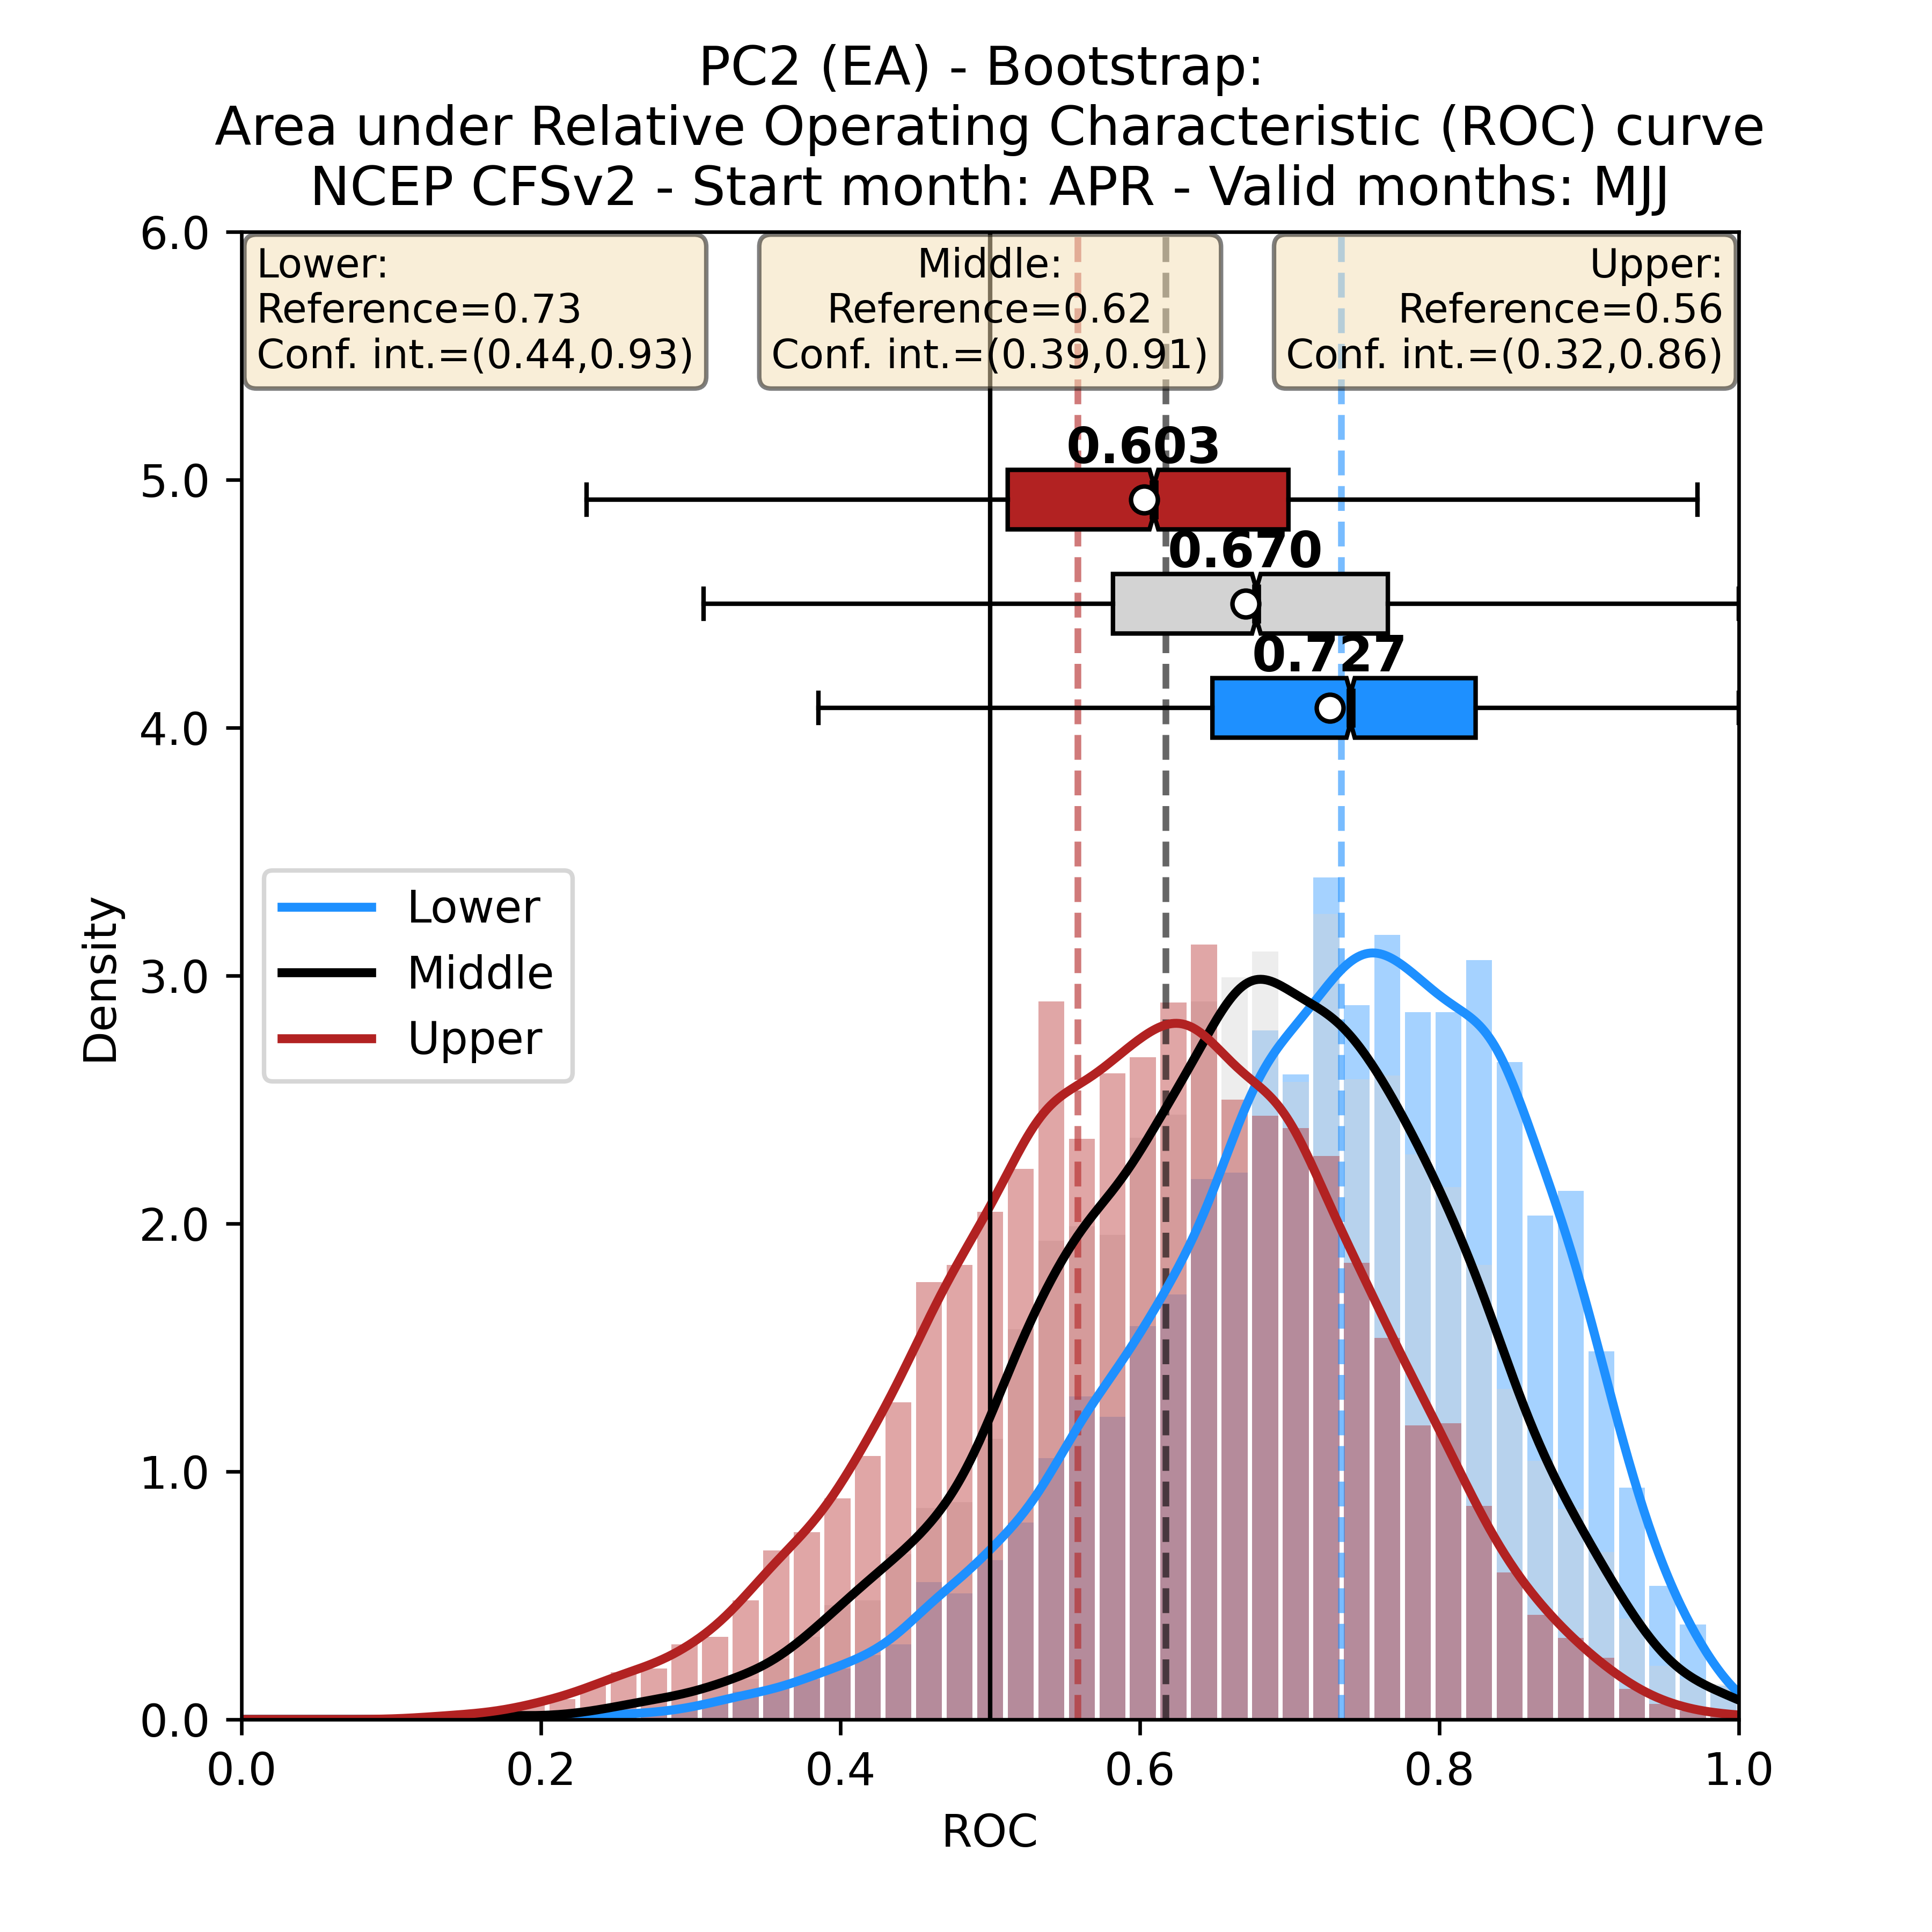 PC2 (EA) - Bootstrap:
Area under Relative Operating Characteristic (ROC) curve
NCEP CFSv2 - Start month: APR - Valid months: MJJ
Lower:
Reference=0.73
Conf. int.=(0.44,0.93)
Middle:
Reference=0.62
Conf. int.=(0.39,0.91)
Upper:
Reference=0.56
Conf. int.=(0.32,0.86)
0.603
0.670
0.727
Lower
Middle
Upper
Density
6.0
5.0
4.0
3.0
2.0
1.0
0.0
0.0 0.2 0.4 0.6 0.8 1.0
ROC